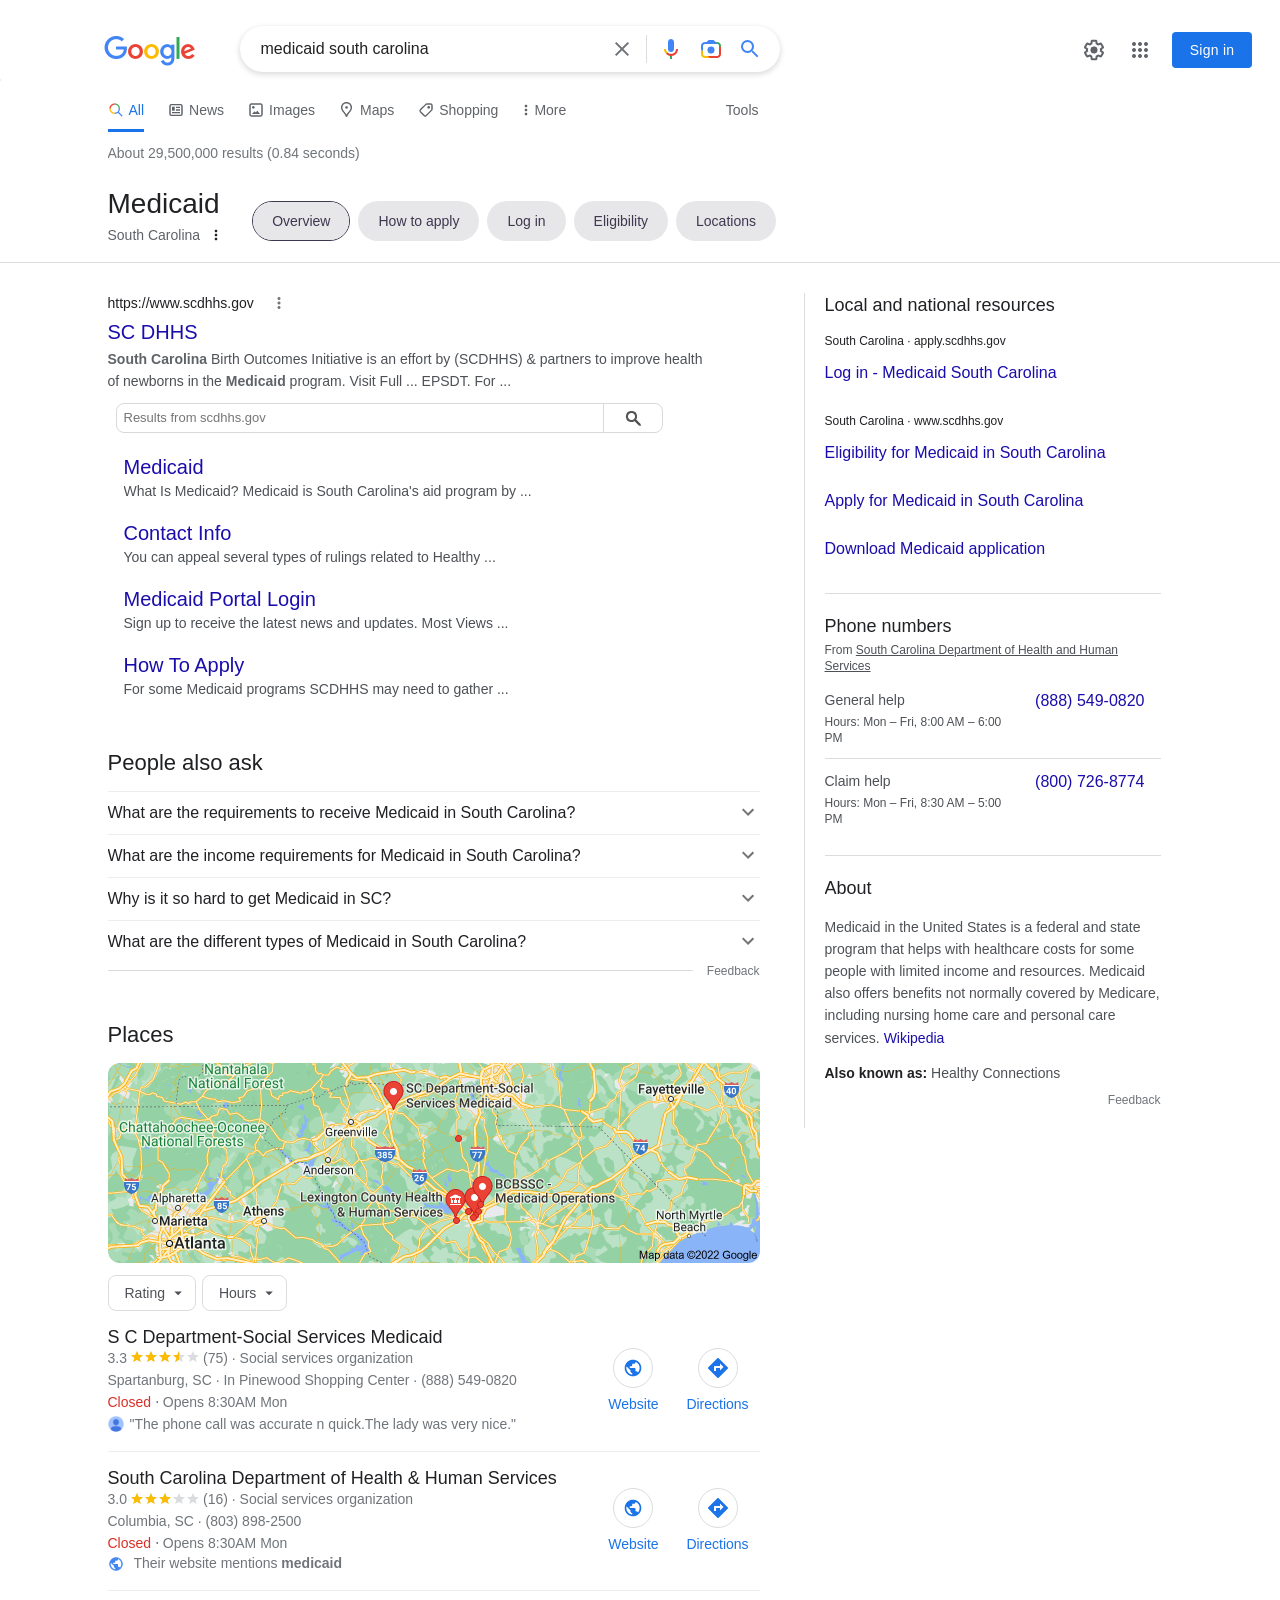 Google
medicaid south carolina
Sign in
All
News
Images
Maps
Shopping
More
Tools
About 29,500,000 results (0.84 seconds)
Medicaid
South Carolina
Overview
How to apply
Log in
Eligibility
Locations
https://www.scdhhs.gov
SC DHHS
South Carolina Birth Outcomes Initiative is an effort by (SCDHHS) & partners to improve health
of newborns in the Medicaid program. Visit Full ... EPSDT. For ...
Results from scdhhs.gov
Medicaid
What Is Medicaid? Medicaid is South Carolina's aid program by ...
Contact Info
You can appeal several types of rulings related to Healthy ...
Medicaid Portal Login
Sign up to receive the latest news and updates. Most Views ...
How To Apply
For some Medicaid programs SCDHHS may need to gather ...
People also ask
What are the requirements to receive Medicaid in South Carolina?
What are the income requirements for Medicaid in South Carolina?
Why is it so hard to get Medicaid in SC?
What are the different types of Medicaid in South Carolina?
Feedback
Places
Nantahala
National Forest
SC Department-Social
Services Medicaid
Fayetteville
40
Chattahoochee-Oconee
National Forests
Greenville
385
77
74
Anderson
26
75
Alpharetta
85
Athens
Marietta
Atlanta
Lexington County Health
& Human Services
BCBSSC -
Medicaid Operations
North Myrtle
Beach
Map data ©2022 Google
Rating
Hours
S C Department-Social Services Medicaid
3.3 (75) · Social services organization
Spartanburg, SC · In Pinewood Shopping Center · (888) 549-0820
Closed · Opens 8:30AM Mon
"The phone call was accurate n quick.The lady was very nice."
Website
Directions
South Carolina Department of Health & Human Services
3.0 (16) · Social services organization
Columbia, SC · (803) 898-2500
Closed · Opens 8:30AM Mon
Their website mentions medicaid
Website
Directions
Local and national resources
South Carolina · apply.scdhhs.gov
Log in - Medicaid South Carolina
South Carolina · www.scdhhs.gov
Eligibility for Medicaid in South Carolina
Apply for Medicaid in South Carolina
Download Medicaid application
Phone numbers
From South Carolina Department of Health and Human
Services
General help
(888) 549-0820
Hours: Mon – Fri, 8:00 AM – 6:00
PM
Claim help
(800) 726-8774
Hours: Mon – Fri, 8:30 AM – 5:00
PM
About
Medicaid in the United States is a federal and state
program that helps with healthcare costs for some
people with limited income and resources. Medicaid
also offers benefits not normally covered by Medicare,
including nursing home care and personal care
services. Wikipedia
Also known as: Healthy Connections
Feedback